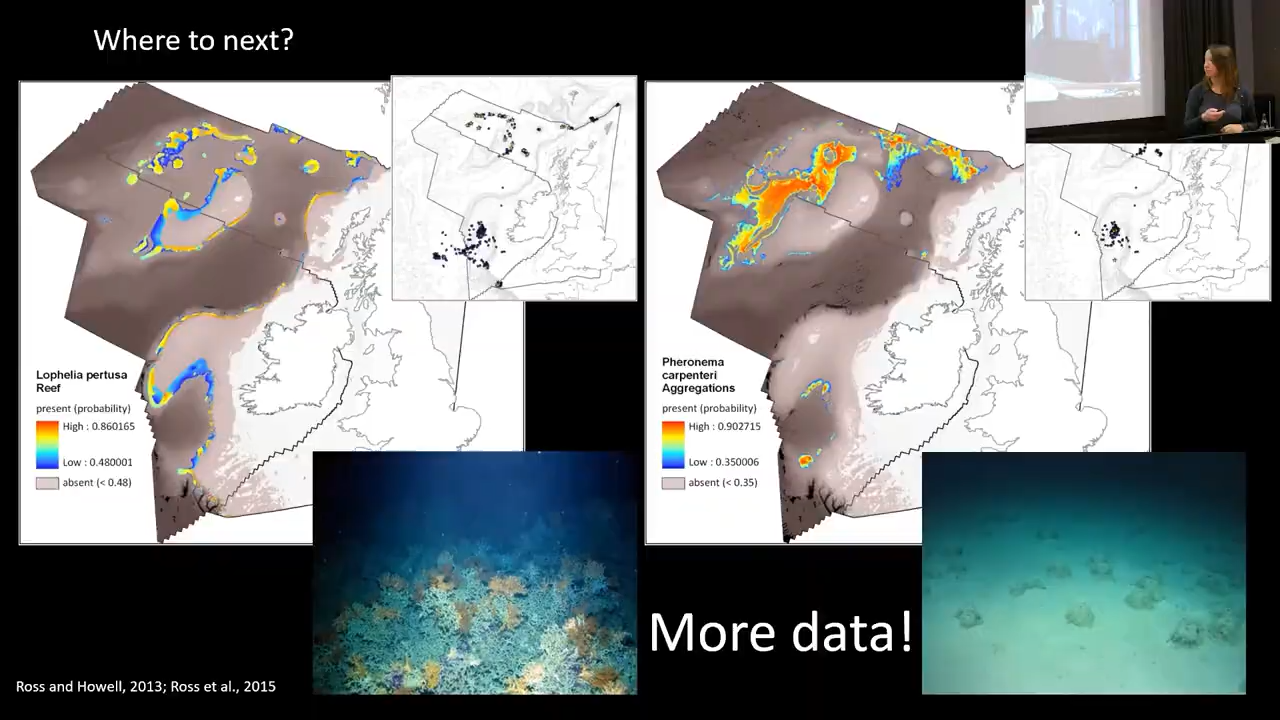 Where to next?
Lophelia pertusa
Reef
present (probability)
High : 0.860165
Low : 0.480001
absent (< 0.48)
Pheronema
carpenteri
Aggregations
present (probability)
High : 0.902715
Low : 0.350006
absent (< 0.35)
More data!
Ross and Howell, 2013; Ross et al., 2015